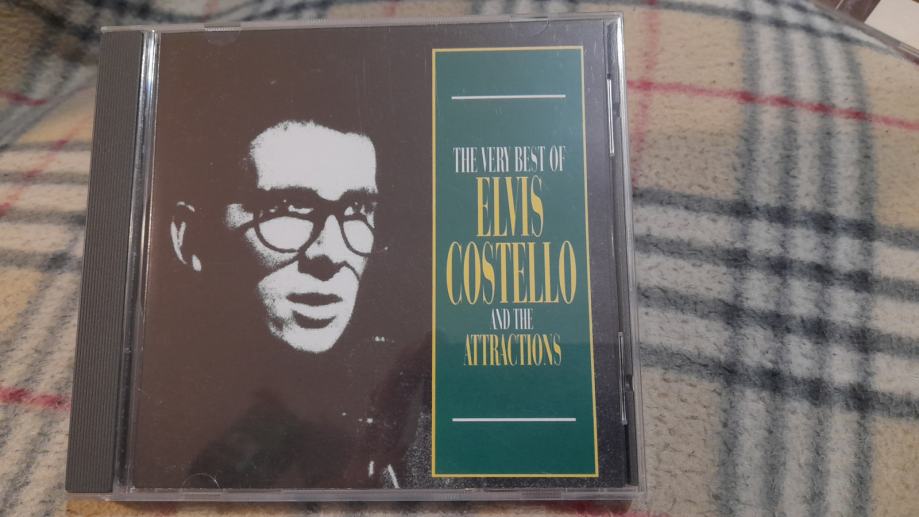 THE VERY BEST OF
ELVIS
COSTELLO
AND THE
ATTRACTIONS